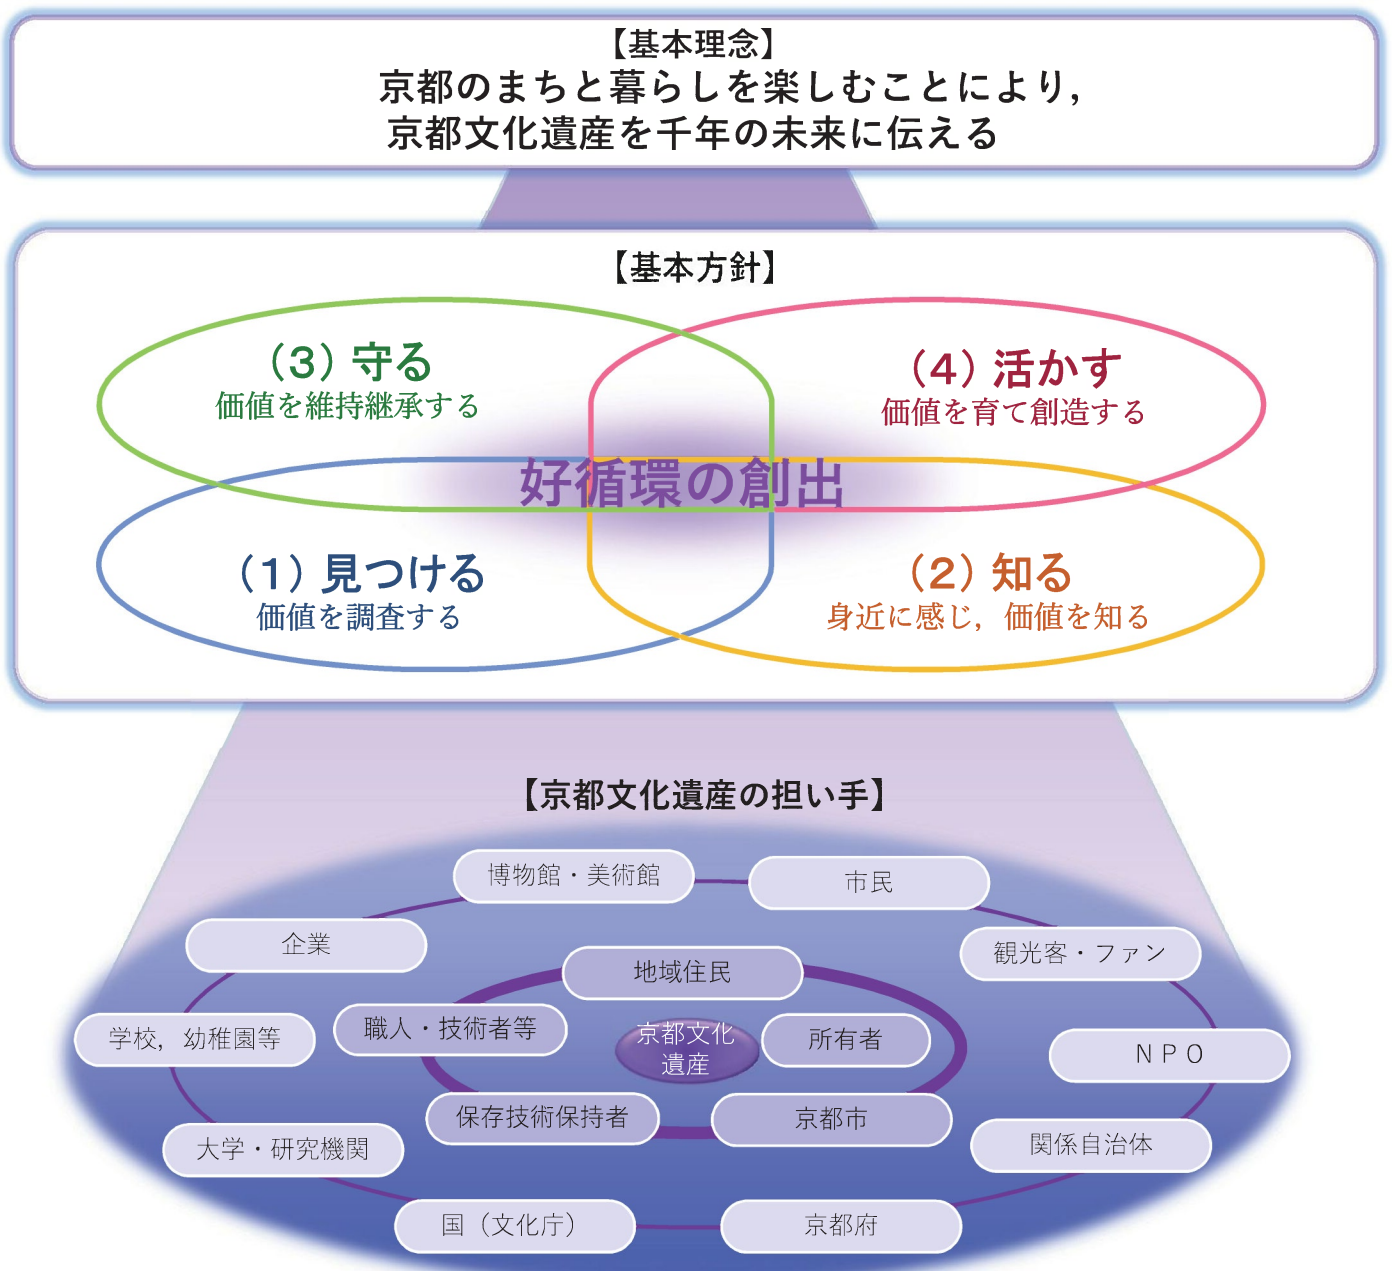 【基本理念】
京都のまちと暮らしを楽しむことにより，
京都文化遺産を千年の未来に伝える
【基本方針】
（3）守る
価値を維持継承する
（4）活かす
価値を育て創造する
好循環の創出
（1）見つける
価値を調査する
（2）知る
身近に感じ，価値を知る
【京都文化遺産の担い手】
博物館・美術館
市民
企業
観光客・ファン
地域住民
職人・技術者等
京都文化
遺産
所有者
学校，幼稚園等
ＮＰＯ
保存技術保持者
京都市
大学・研究機関
関係自治体
国（文化庁）
京都府